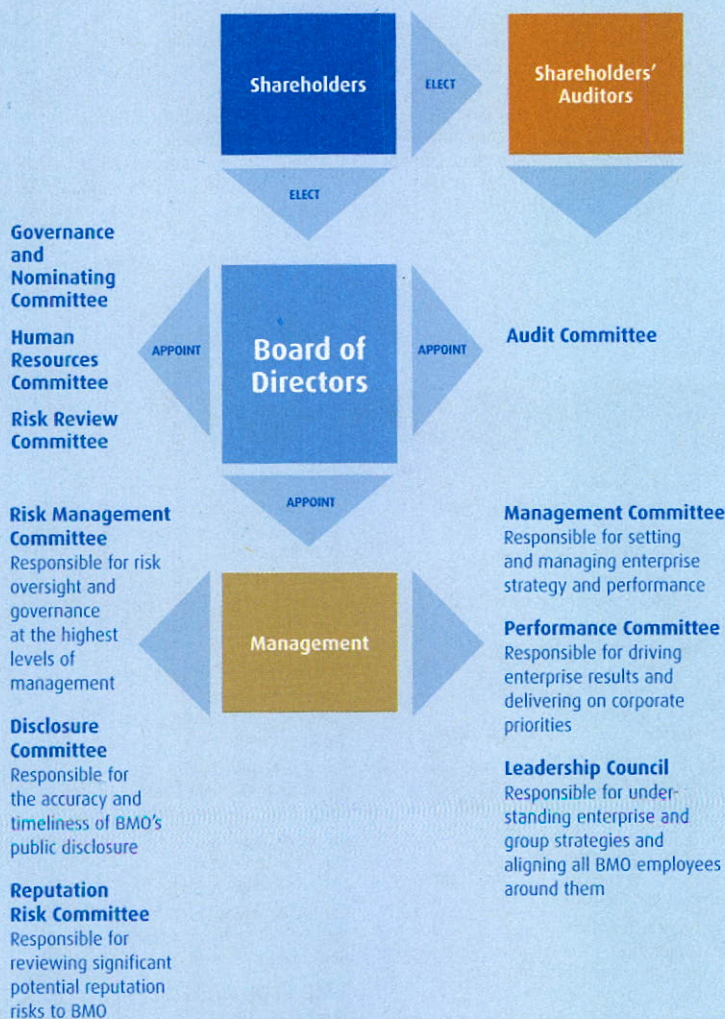 Shareholders
ELECT
Shareholders'
Auditors
ELECT
Governance
and
Nominating
Committee
Human
Resources
Committee
Risk Review
Committee
APPOINT
Board of
Directors
APPOINT
Audit Committee
APPOINT
Risk Management
Committee
Responsible for risk
oversight and
governance
at the highest
levels of
management
Disclosure
Committee
Responsible for
the accuracy and
timeliness of BMO's
public disclosure
Reputation
Risk Committee
Responsible for
reviewing significant
potential reputation
risks to BMO
Management
Management Committee
Responsible for setting
and managing enterprise
strategy and performance
Performance Committee
Responsible for driving
enterprise results and
delivering on corporate
priorities
Leadership Council
Responsible for under-
standing enterprise and
group strategies and
aligning all BMO employees
around them